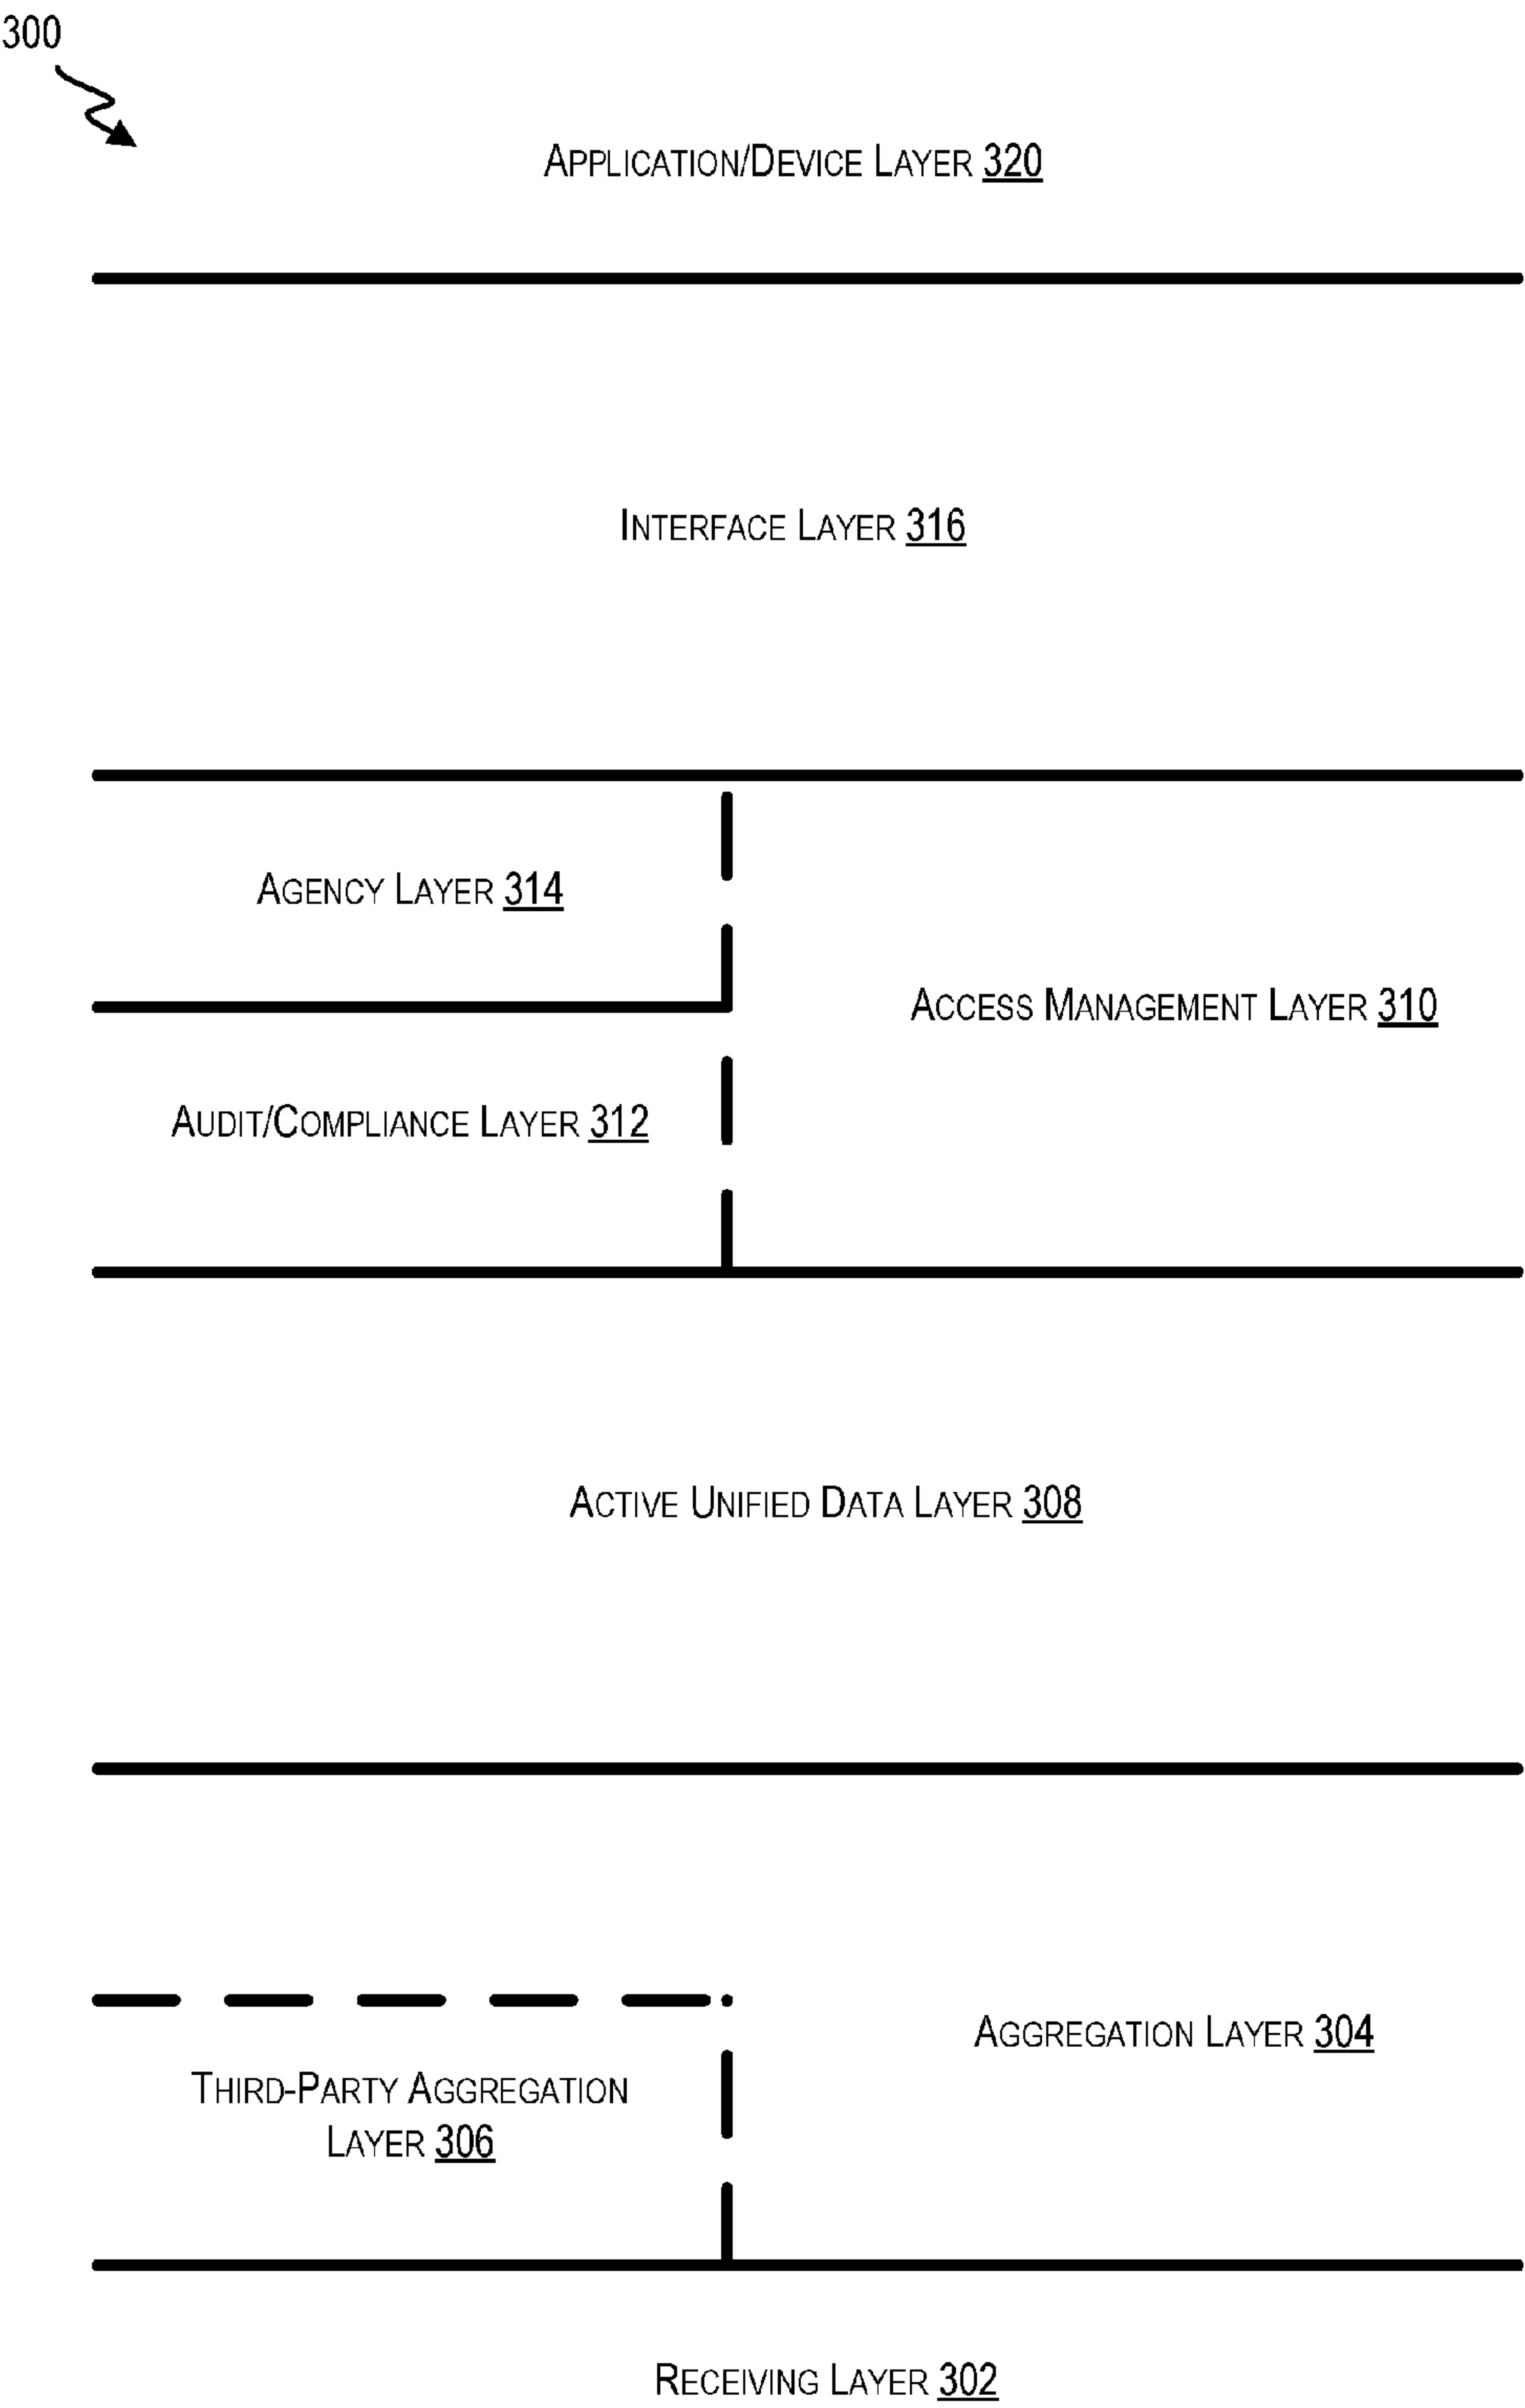 300
APPLICATION/DEVICE LAYER 320
INTERFACE LAYER 316
AGENCY LAYER 314
ACCESS MANAGEMENT LAYER 310
AUDIT/COMPLIANCE LAYER 312
ACTIVE UNIFIED DATA LAYER 308
AGGREGATION LAYER 304
THIRD-PARTY AGGREGATION
LAYER 306
RECEIVING LAYER 302